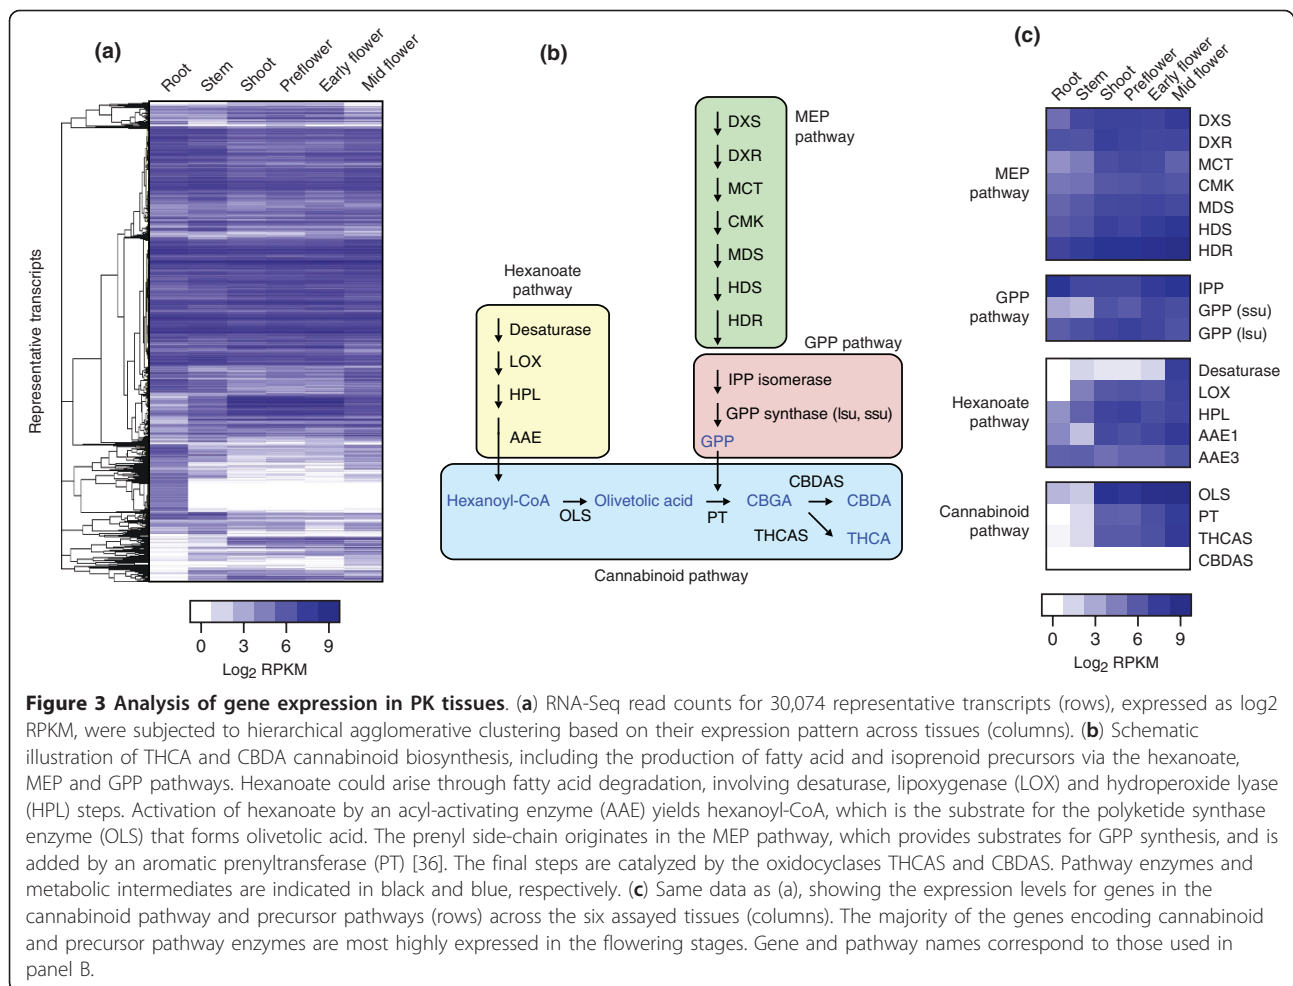 (a)
Root
Stem
Shoot
Preflower
Early flower
Mid flower
Representative transcripts
0 3 6 9
Log2 RPKM
(b)
DXS
DXR
MCT
CMK
MDS
HDS
HDR
MEP
pathway
Hexanoate
pathway
Desaturase
LOX
HPL
AAE
GPP pathway
IPP isomerase
GPP synthase (lsu, ssu)
GPP
Hexanoyl-CoA
OLS
Olivetolic acid
PT
CBGA
CBDAS
CBDA
THCAS
THCA
Cannabinoid pathway
(c)
Root
Stem
Shoot
Preflower
Early flower
Mid flower
MEP
pathway
DXS
DXR
MCT
CMK
MDS
HDS
HDR
GPP
pathway
IPP
GPP (ssu)
GPP (lsu)
Hexanoate
pathway
Desaturase
LOX
HPL
AAE1
AAE3
Cannabinoid
pathway
OLS
PT
THCAS
CBDAS
0 3 6 9
Log2 RPKM
Figure 3 Analysis of gene expression in PK tissues. (a) RNA-Seq read counts for 30,074 representative transcripts (rows), expressed as log2
RPKM, were subjected to hierarchical agglomerative clustering based on their expression pattern across tissues (columns). (b) Schematic
illustration of THCA and CBDA cannabinoid biosynthesis, including the production of fatty acid and isoprenoid precursors via the hexanoate,
MEP and GPP pathways. Hexanoate could arise through fatty acid degradation, involving desaturase, lipoxygenase (LOX) and hydroperoxide lyase
(HPL) steps. Activation of hexanoate by an acyl-activating enzyme (AAE) yields hexanoyl-CoA, which is the substrate for the polyketide synthase
enzyme (OLS) that forms olivetolic acid. The prenyl side-chain originates in the MEP pathway, which provides substrates for GPP synthesis, and is
added by an aromatic prenyltransferase (PT) [36]. The final steps are catalyzed by the oxidocyclases THCAS and CBDAS. Pathway enzymes and
metabolic intermediates are indicated in black and blue, respectively. (c) Same data as (a), showing the expression levels for genes in the
cannabinoid pathway and precursor pathways (rows) across the six assayed tissues (columns). The majority of the genes encoding cannabinoid
and precursor pathway enzymes are most highly expressed in the flowering stages. Gene and pathway names correspond to those used in
panel B.